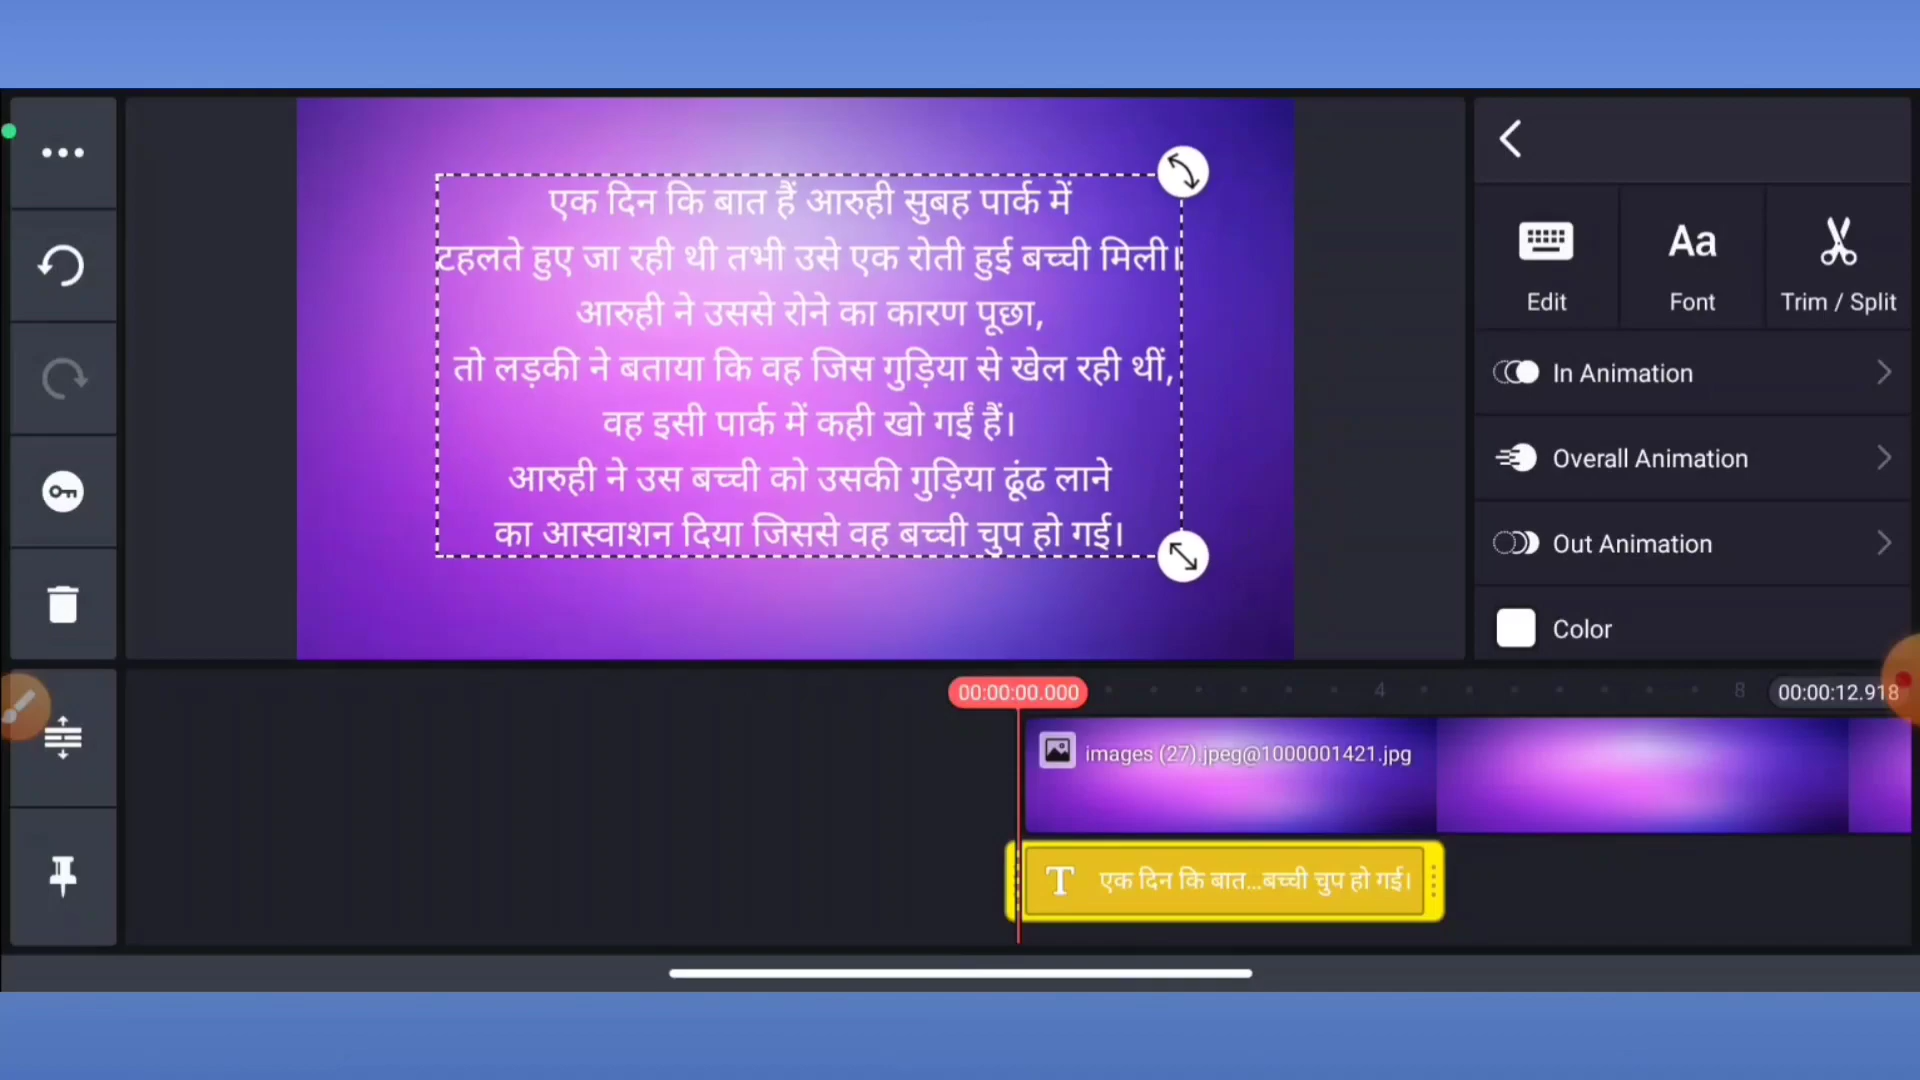 एक दिन कि बात हैं आरुही सुबह पार्क में
टहलते हुए जा रही थी तभी उसे एक रोती हुई बच्ची मिली।
आरुही ने उससे रोने का कारण पूछा,
तो लड़की ने बताया कि वह जिस गुड़िया से खेल रही थीं,
वह इसी पार्क में कही खो गईं हैं।
आरुही ने उस बच्ची को उसकी गुड़िया ढूंढ लाने
का आस्वाशन दिया जिससे वह बच्ची चुप हो गई।
Edit
Font
Trim / Split
In Animation
Overall Animation
Out Animation
Color
00:00:00.000
4
8
00:00:12.918
images (27).jpeg@1000001421.jpg
एक दिन कि बात...बच्ची चुप हो गई।